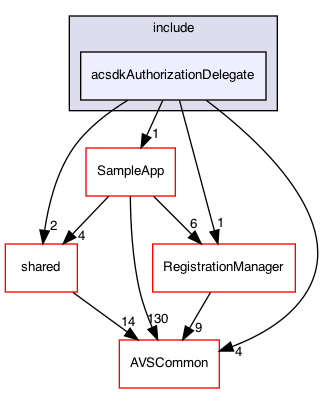 include
acsdkAuthorizationDelegate
1
SampleApp
2
4
6
1
shared
RegistrationManager
14
130
9
4
AVSCommon